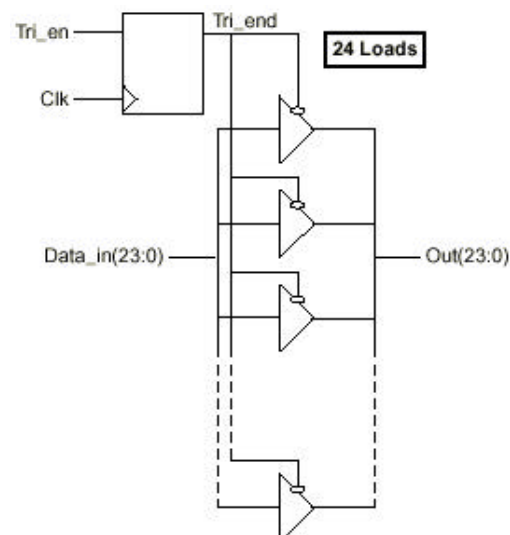 Tri_en
Tri_end
24 Loads
Clk
Data_in(23:0)
Out(23:0)